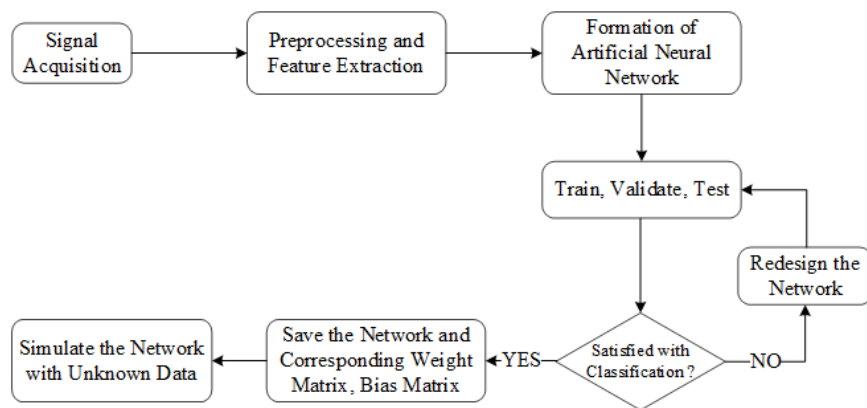 Signal
Acquisition
Preprocessing and
Feature Extraction
Formation of
Artificial Neural
Network
Train, Validate, Test
Redesign the
Network
Satisfied with
Classification ?
NO
YES
Save the Network and
Corresponding Weight
Matrix, Bias Matrix
Simulate the Network
with Unknown Data